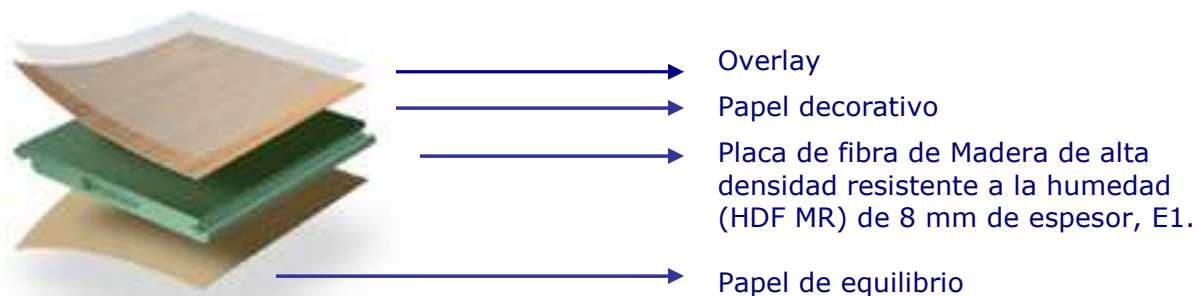 Overlay
Papel decorativo
Placa de fibra de Madera de alta
densidad resistente a la humedad
(HDF MR) de 8 mm de espesor, E1.
Papel de equilibrio